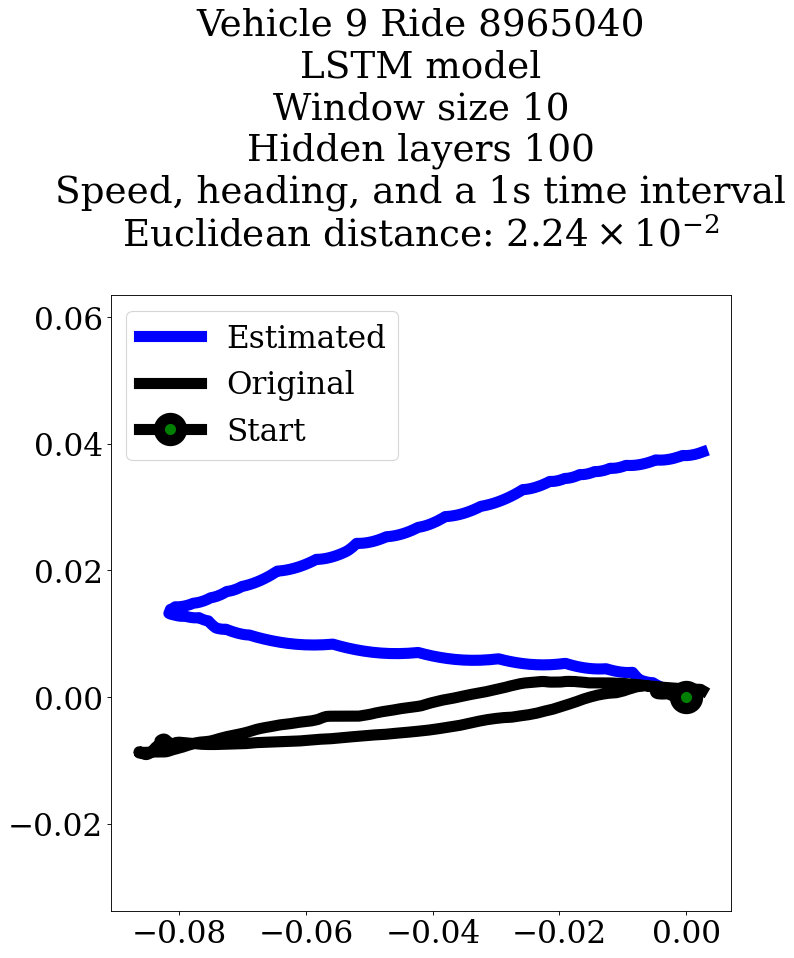 Vehicle 9 Ride 8965040
LSTM model
Window size 10
Hidden layers 100
Speed, heading, and a 1s time interval
Euclidean distance: 2.24 × 10⁻²
Estimated
Original
Start
0.06
0.04
0.02
0.00
−0.02
−0.08 −0.06 −0.04 −0.02 0.00